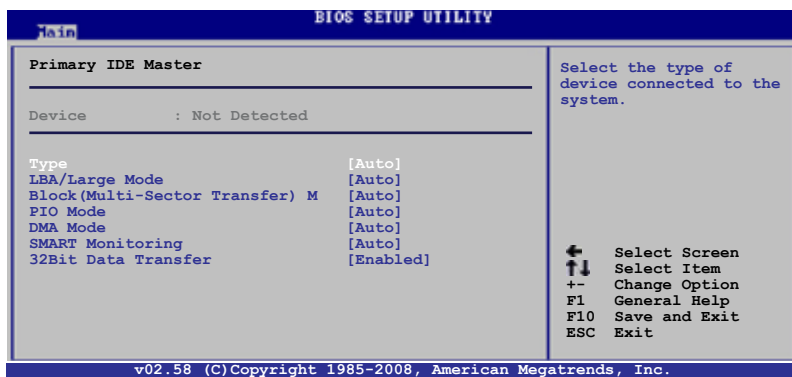 BIOS SETUP UTILITY
Main
Primary IDE Master
Device : Not Detected
Type [Auto]
LBA/Large Mode [Auto]
Block(Multi-Sector Transfer) M [Auto]
PIO Mode [Auto]
DMA Mode [Auto]
SMART Monitoring [Auto]
32Bit Data Transfer [Enabled]
Select the type of
device connected to the
system.
Select Screen
Select Item
+- Change Option
F1 General Help
F10 Save and Exit
ESC Exit
v02.58 (C)Copyright 1985-2008, American Megatrends, Inc.